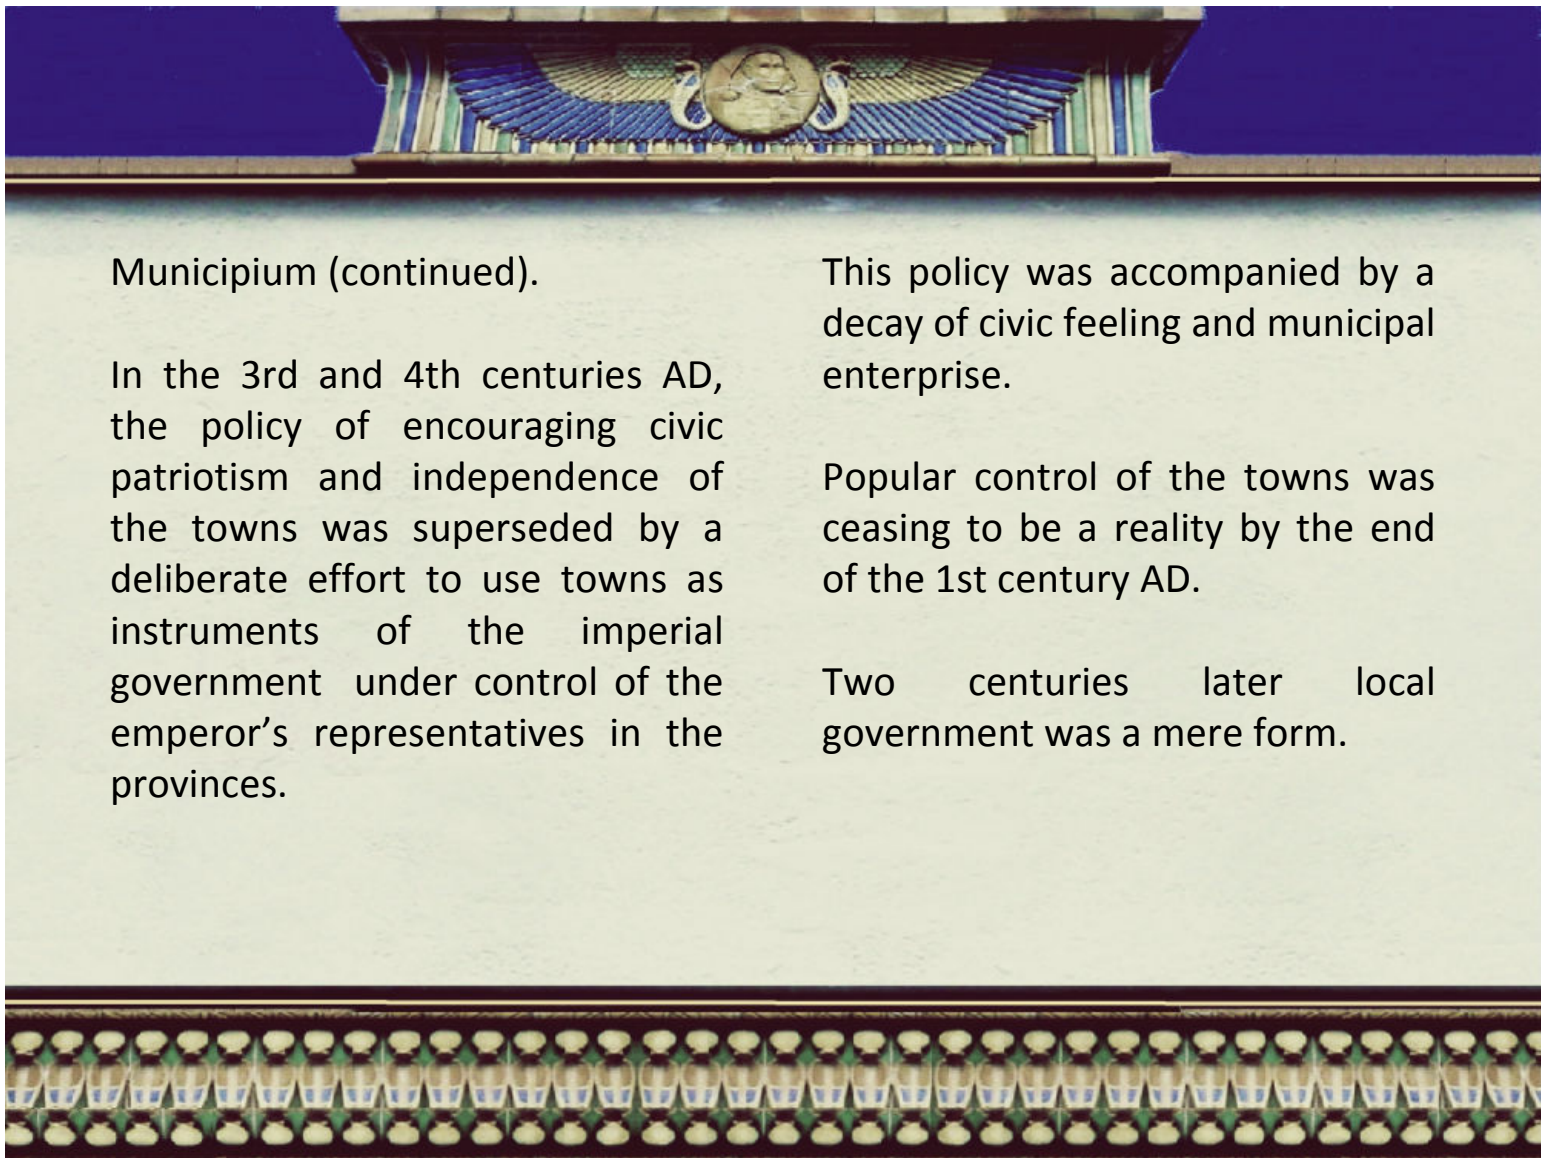 Municipium (continued).
In the 3rd and 4th centuries AD,
the policy of encouraging civic
patriotism and independence of
the towns was superseded by a
deliberate effort to use towns as
instruments of the imperial
government under control of the
emperor’s representatives in the
provinces.
This policy was accompanied by a
decay of civic feeling and municipal
enterprise.
Popular control of the towns was
ceasing to be a reality by the end
of the 1st century AD.
Two centuries later local
government was a mere form.